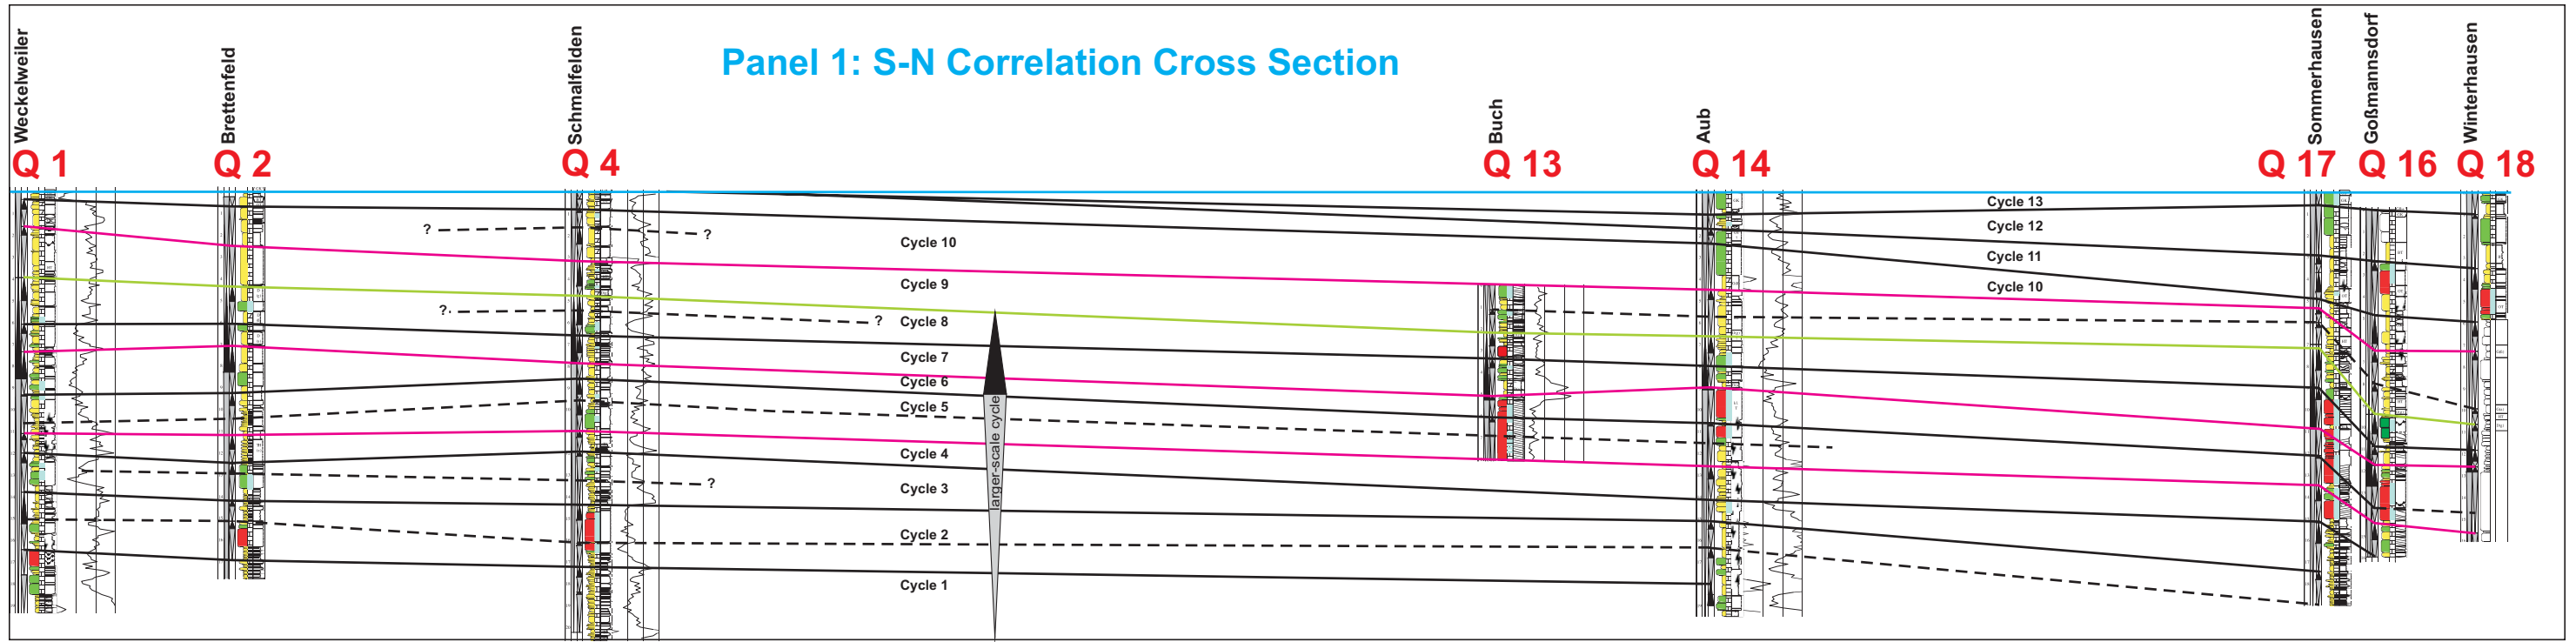 Panel 1: S-N Correlation Cross Section
Weckelweiler
Brettenfeld
Schmalfelden
Buch
Aub
Sommerhausen
Goßmannsdorf
Winterhausen
Q 1
Q 2
Q 4
Q 13
Q 14
Q 17
Q 16
Q 18
Cycle 13
Cycle 12
Cycle 11
Cycle 10
? ?
Cycle 10
Cycle 9
?. ?
Cycle 8
Cycle 7
Cycle 6
Cycle 5
Cycle 4
?
Cycle 3
Cycle 2
Cycle 1
larger-scale cycle